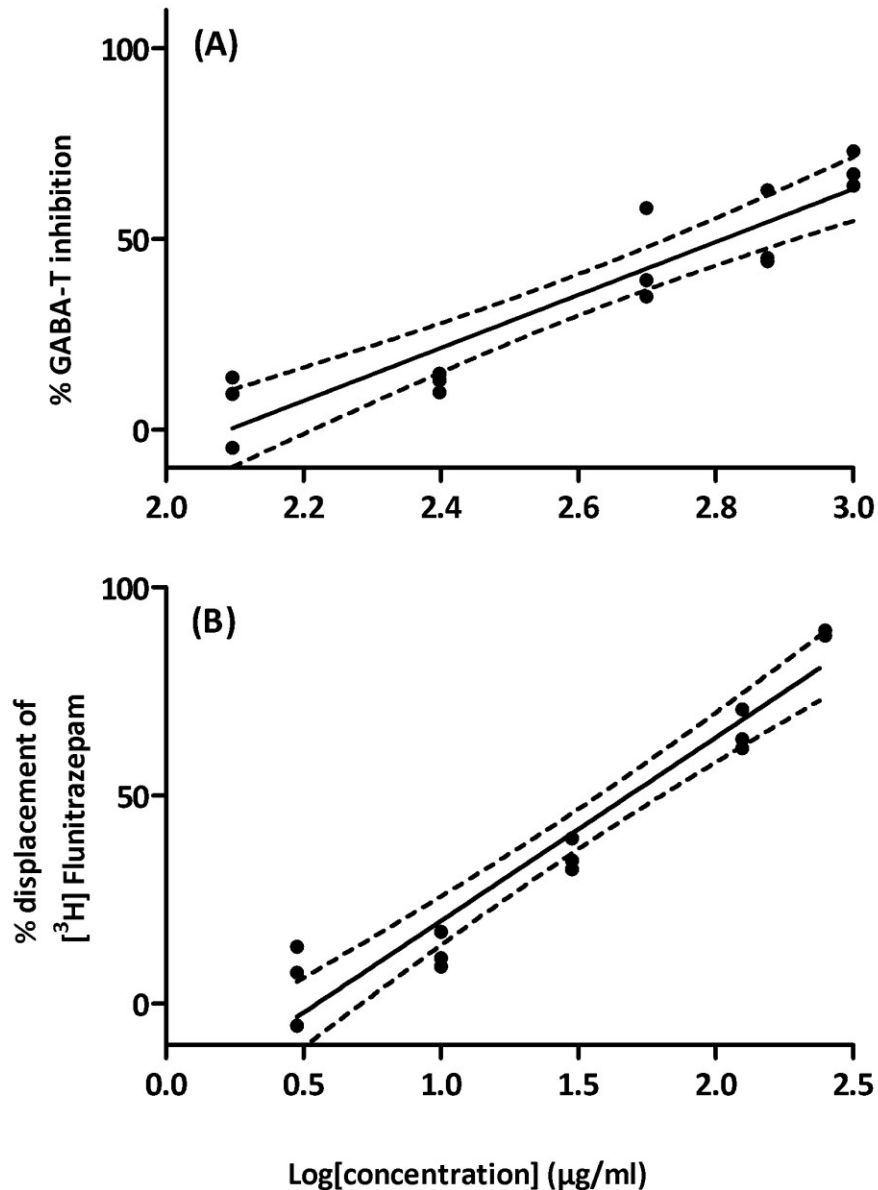 (A)
100
50
0
% GABA-T inhibition
2.0 2.2 2.4 2.6 2.8 3.0
(B)
100
50
0
% displacement of
[³H] Flunitrazepam
0.0 0.5 1.0 1.5 2.0 2.5
Log[concentration] (µg/ml)